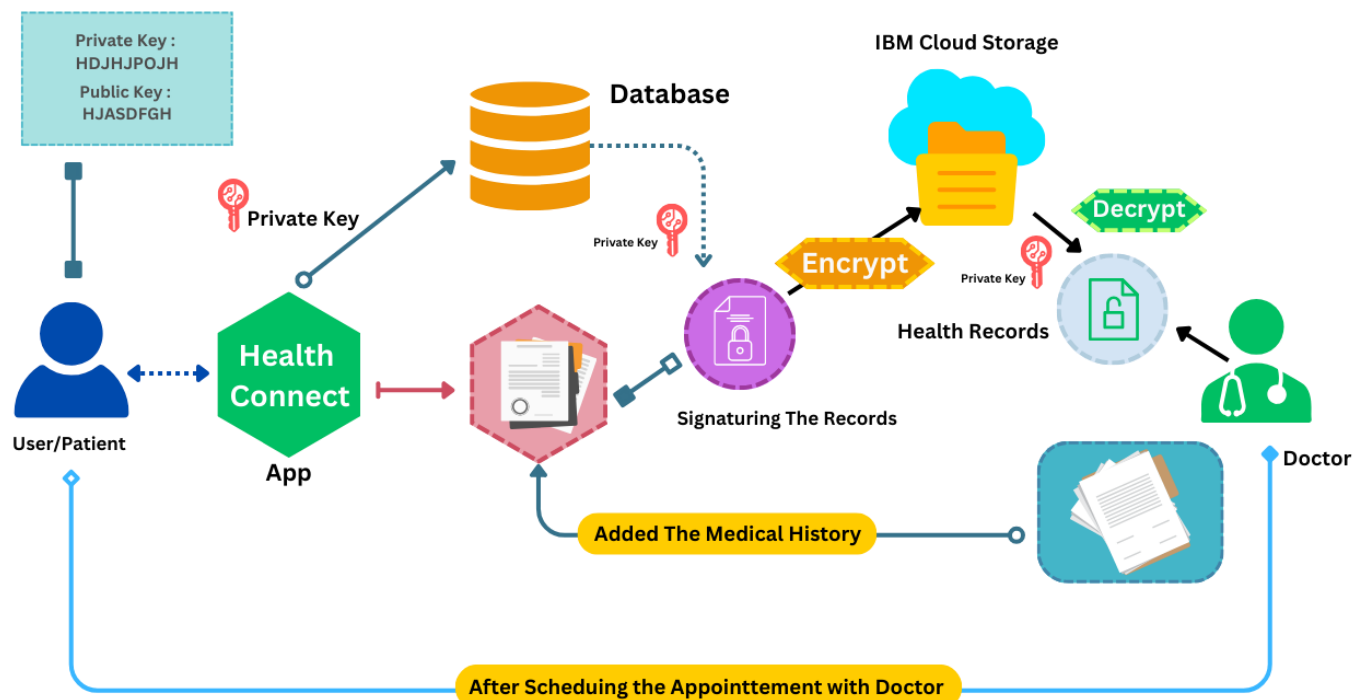 Private Key :
HDJHJPOJH
Public Key :
HJASDFGH
IBM Cloud Storage
Database
Private Key
Private Key
Encrypt
Decrypt
Private Key
Health
Connect
Health Records
User/Patient
App
Signaturing The Records
Doctor
Added The Medical History
After Scheduing the Appointtement with Doctor